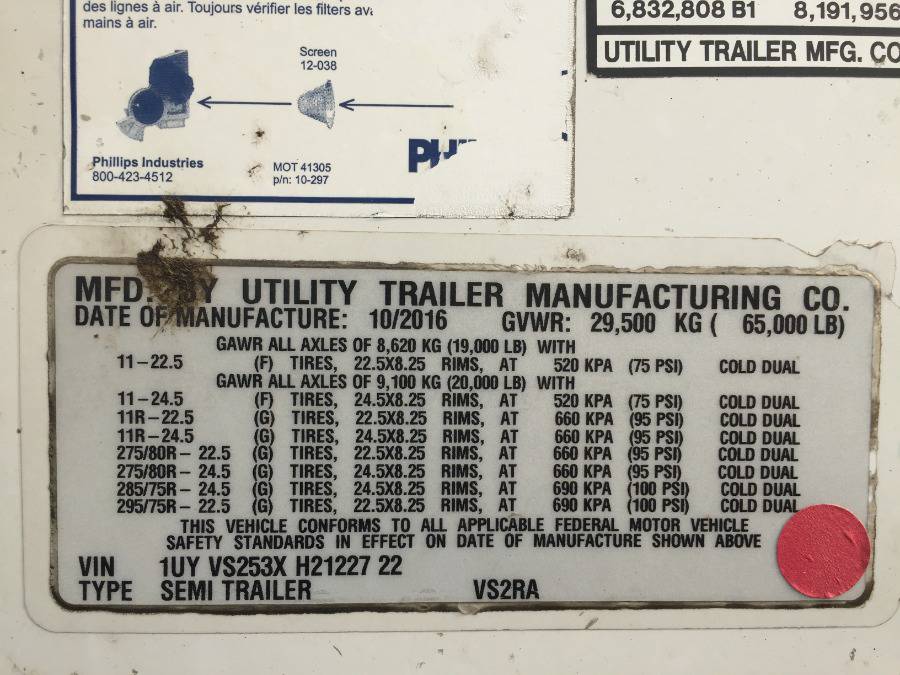 des lignes à air. Toujours vérifier les filters
mains à air.
Screen
12-038
Phillips Industries
800-423-4512
MOT 41305
p/n: 10-297
6,832,808 B1 8,191,956
UTILITY TRAILER MFG. CO
MFD. BY UTILITY TRAILER MANUFACTURING CO.
DATE OF MANUFACTURE: 10/2016 GVWR: 29,500 KG ( 65,000 LB)
GAWR ALL AXLES OF 8,620 KG (19,000 LB) WITH
11-22.5 (F) TIRES, 22.5X8.25 RIMS, AT 520 KPA (75 PSI) COLD DUAL
GAWR ALL AXLES OF 9,100 KG (20,000 LB) WITH
11-24.5 (F) TIRES, 24.5X8.25 RIMS, AT 520 KPA (75 PSI) COLD DUAL
11R-22.5 (G) TIRES, 22.5X8.25 RIMS, AT 660 KPA (95 PSI) COLD DUAL
11R-24.5 (G) TIRES, 24.5X8.25 RIMS, AT 660 KPA (95 PSI) COLD DUAL
275/80R-22.5 (G) TIRES, 22.5X8.25 RIMS, AT 660 KPA (95 PSI) COLD DUAL
275/80R-24.5 (G) TIRES, 24.5X8.25 RIMS, AT 660 KPA (95 PSI) COLD DUAL
285/75R-24.5 (G) TIRES, 24.5X8.25 RIMS, AT 690 KPA (100 PSI) COLD DUAL
295/75R-22.5 (G) TIRES, 22.5X8.25 RIMS, AT 690 KPA (100 PSI) COLD DUAL
THIS VEHICLE CONFORMS TO ALL APPLICABLE FEDERAL MOTOR VEHICLE
SAFETY STANDARDS IN EFFECT ON DATE OF MANUFACTURE SHOWN ABOVE
VIN 1UY VS253X H21227 22
TYPE SEMI TRAILER VS2RA